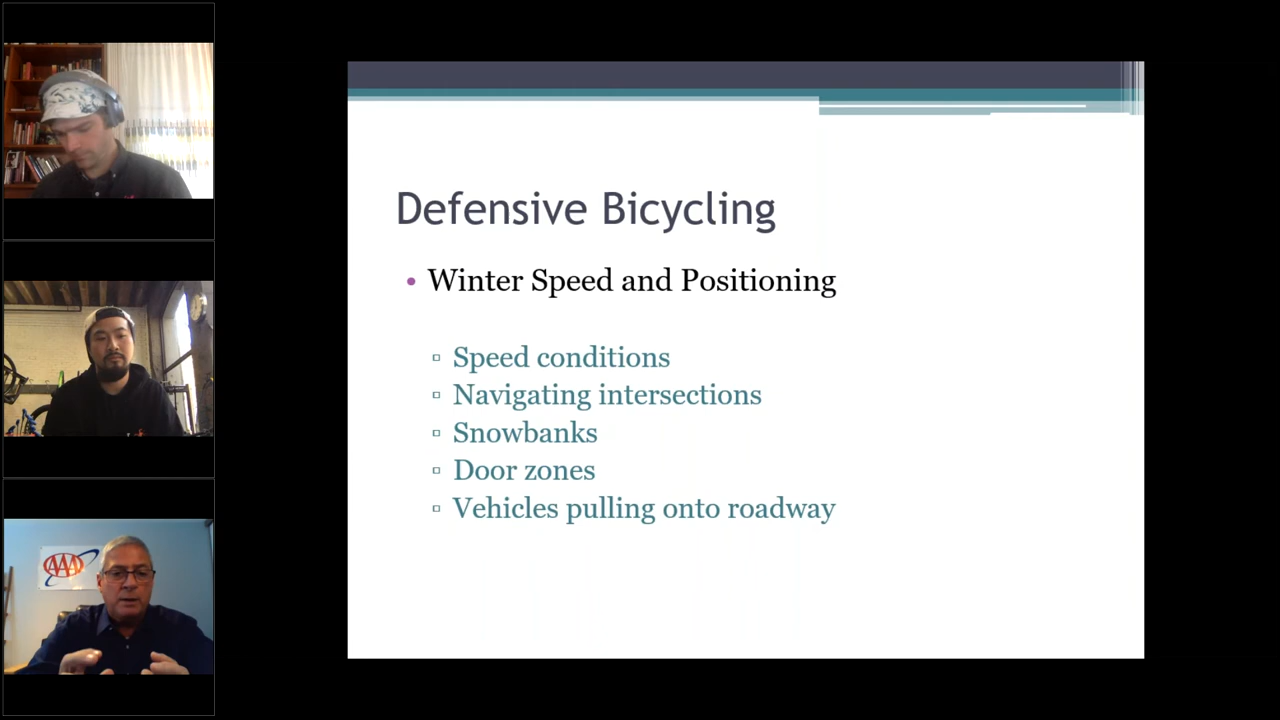 AAA
Defensive Bicycling
• Winter Speed and Positioning
▫ Speed conditions
▫ Navigating intersections
▫ Snowbanks
▫ Door zones
▫ Vehicles pulling onto roadway